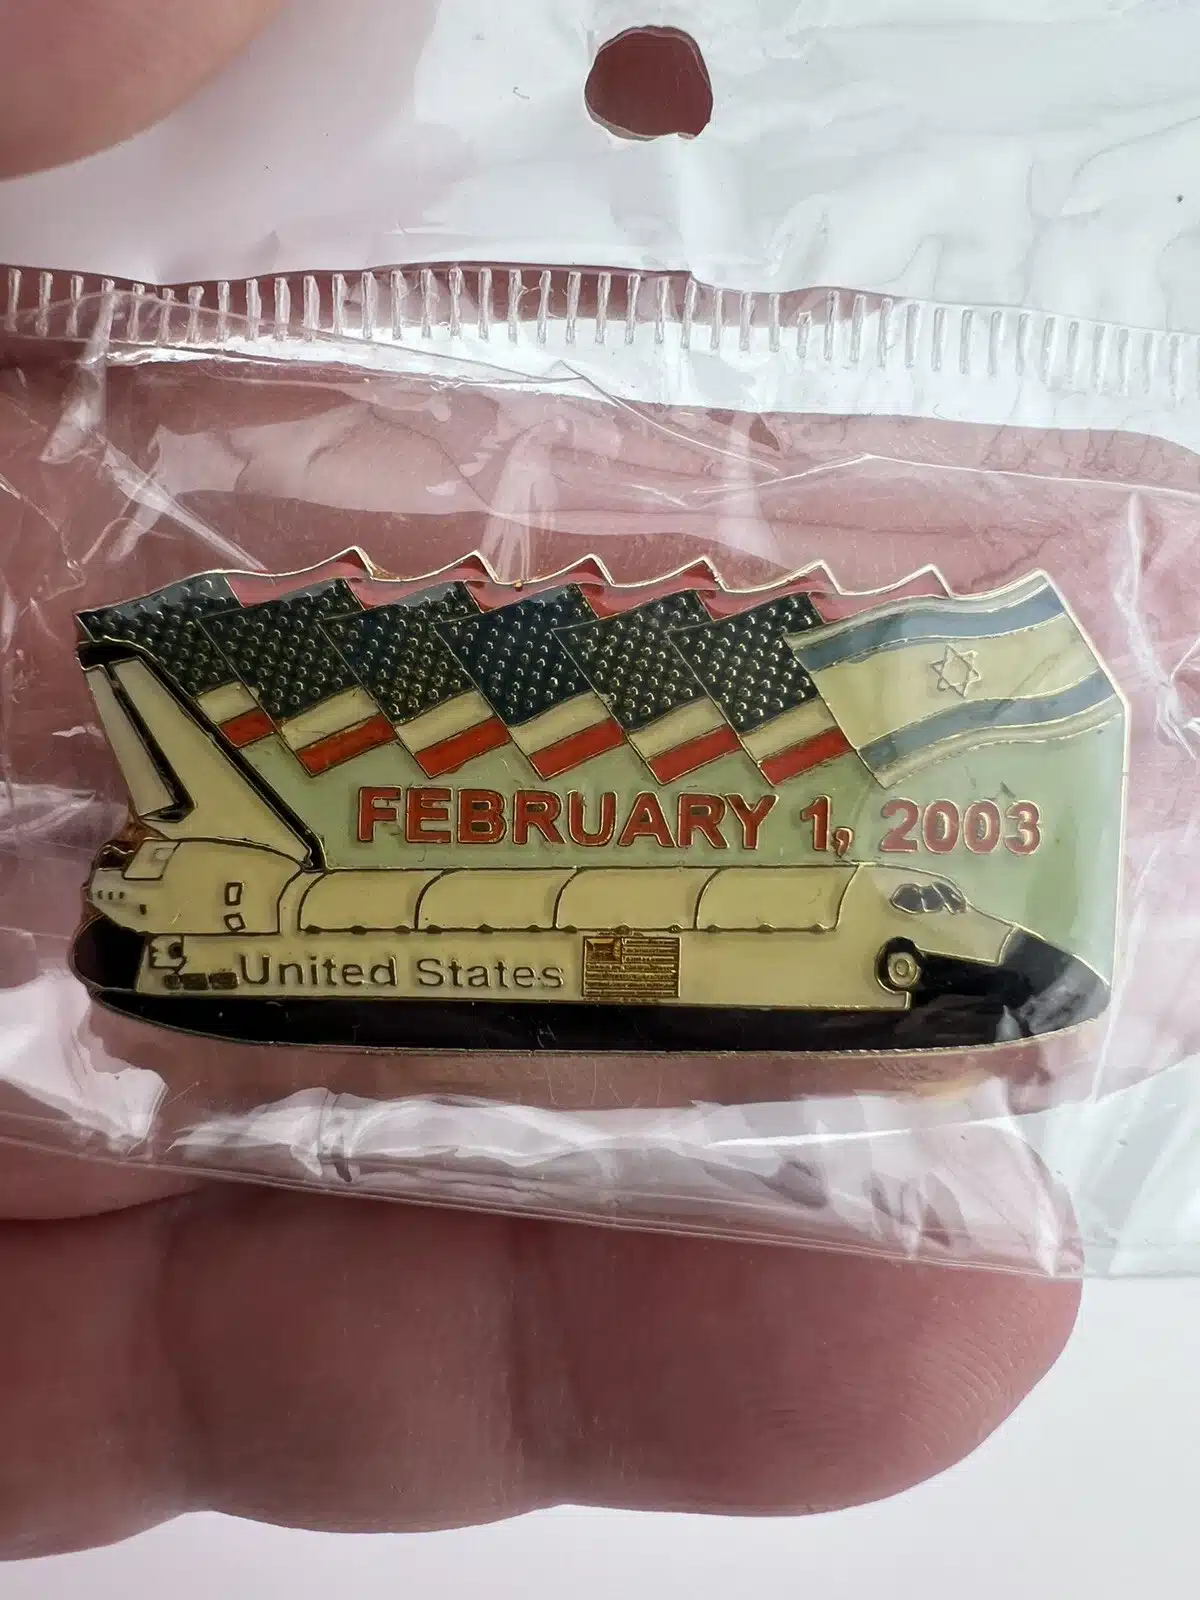 FEBRUARY 1, 2003
United States